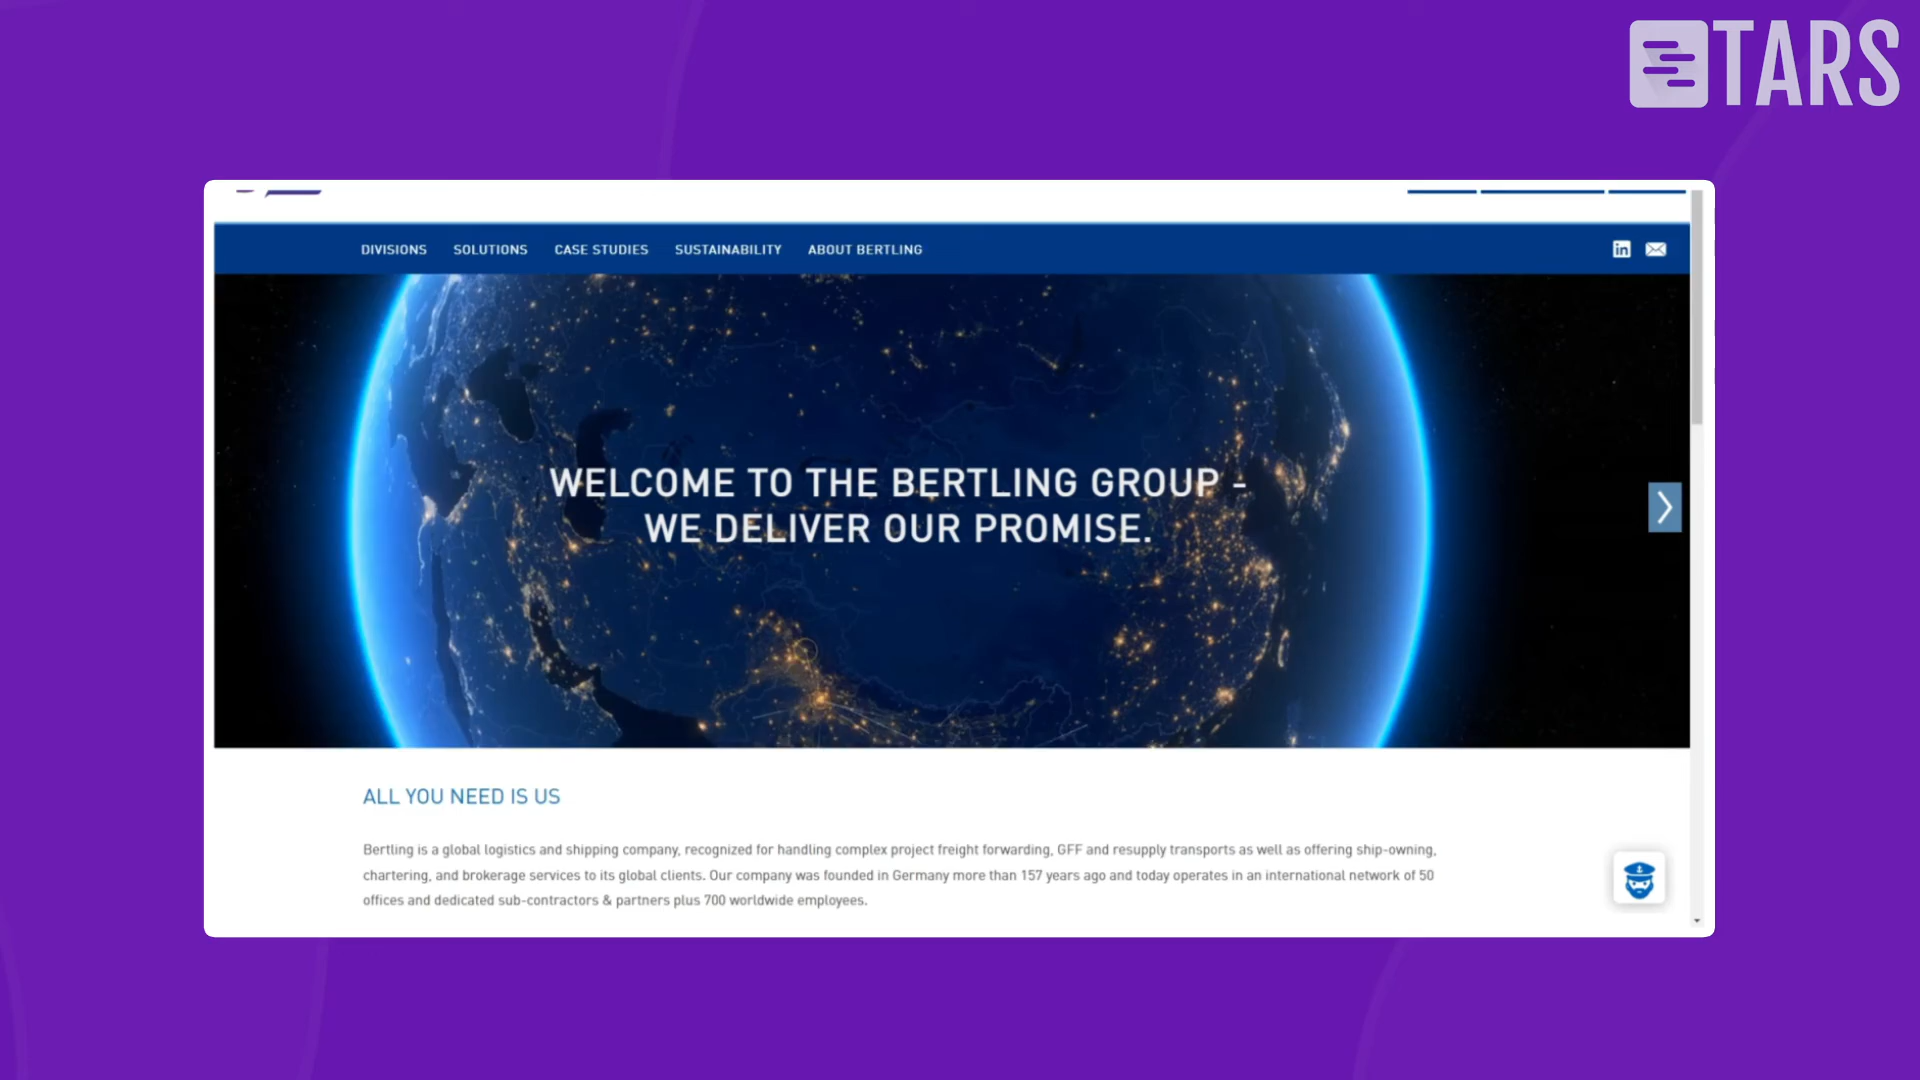 TARS
DIVISIONS SOLUTIONS CASE STUDIES SUSTAINABILITY ABOUT BERTLING
in
WELCOME TO THE BERTLING GROUP -
WE DELIVER OUR PROMISE.
ALL YOU NEED IS US
Bertling is a global logistics and shipping company, recognized for handling complex project freight forwarding, GFF and resupply transports as well as offering ship-owning,
chartering, and brokerage services to its global clients. Our company was founded in Germany more than 157 years ago and today operates in an international network of 50
offices and dedicated sub-contractors & partners plus 700 worldwide employees.